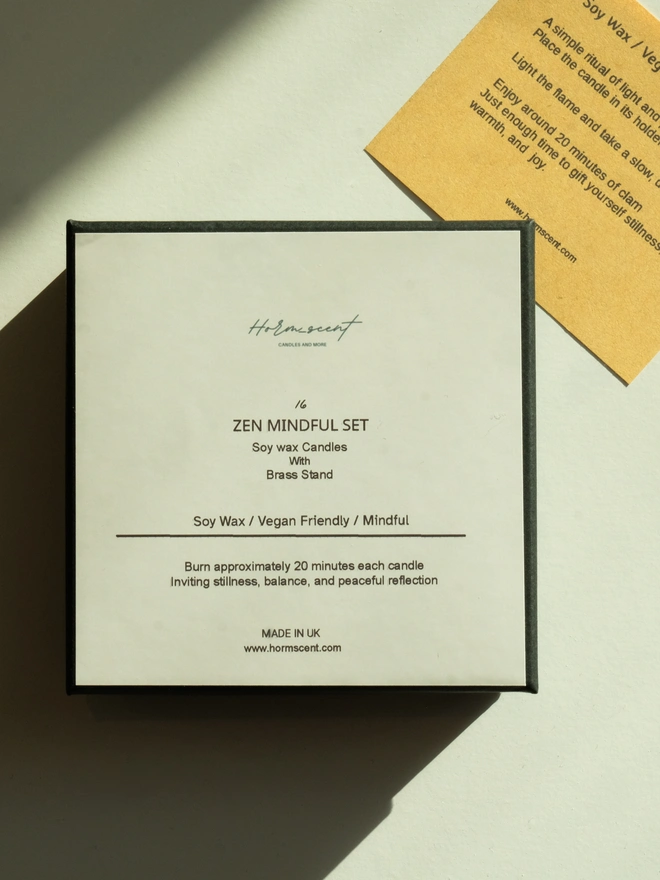 Hormscent
CANDLES AND MORE
16
ZEN MINDFUL SET
Soy wax Candles
With
Brass Stand
Soy Wax / Vegan Friendly / Mindful
Burn approximately 20 minutes each candle
Inviting stillness, balance, and peaceful reflection
MADE IN UK
www.hormscent.com
Soy Wax /
A simple ritual of light and
Place the candle in its holder
Light the flame and take a slow,
Enjoy around 20 minutes of clam
Just enough time to gift yourself stillness,
warmth, and joy.
www.hormscent.com